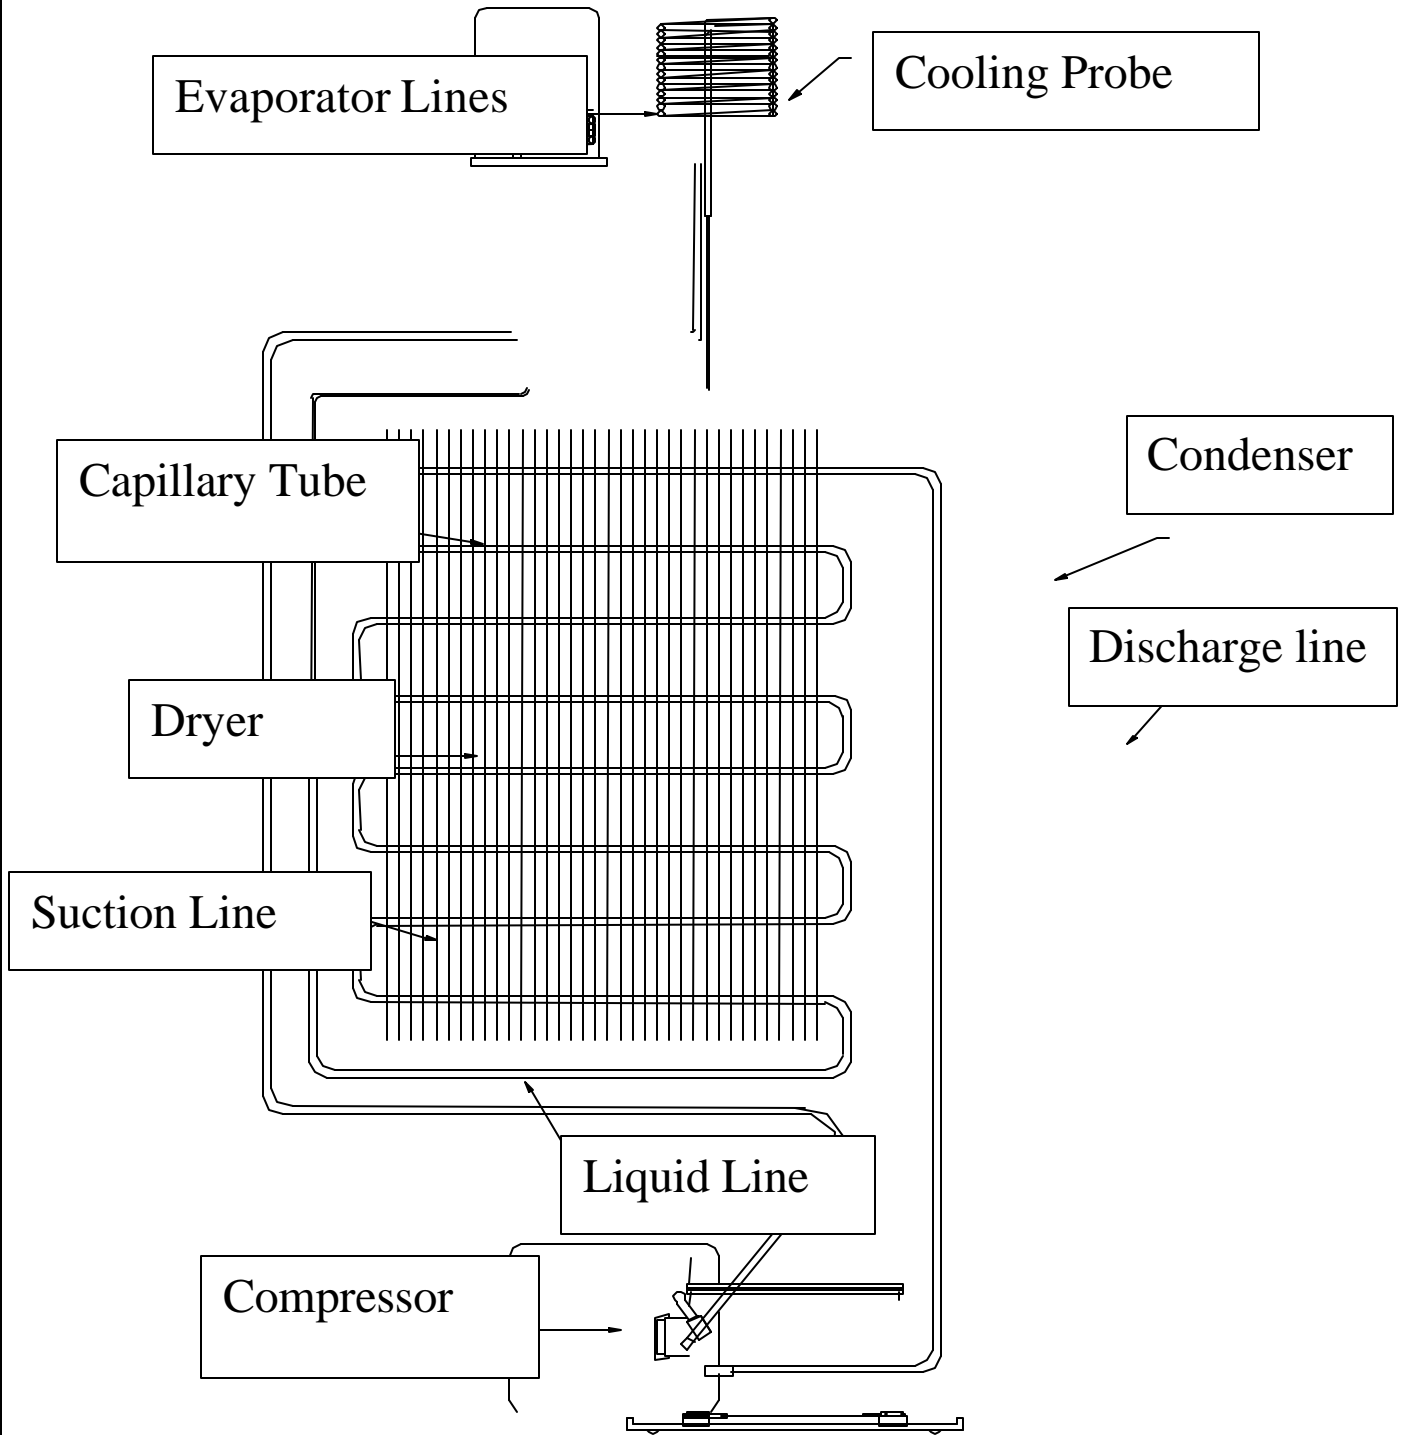 Evaporator Lines
Cooling Probe
Capillary Tube
Condenser
Discharge line
Dryer
Suction Line
Liquid Line
Compressor